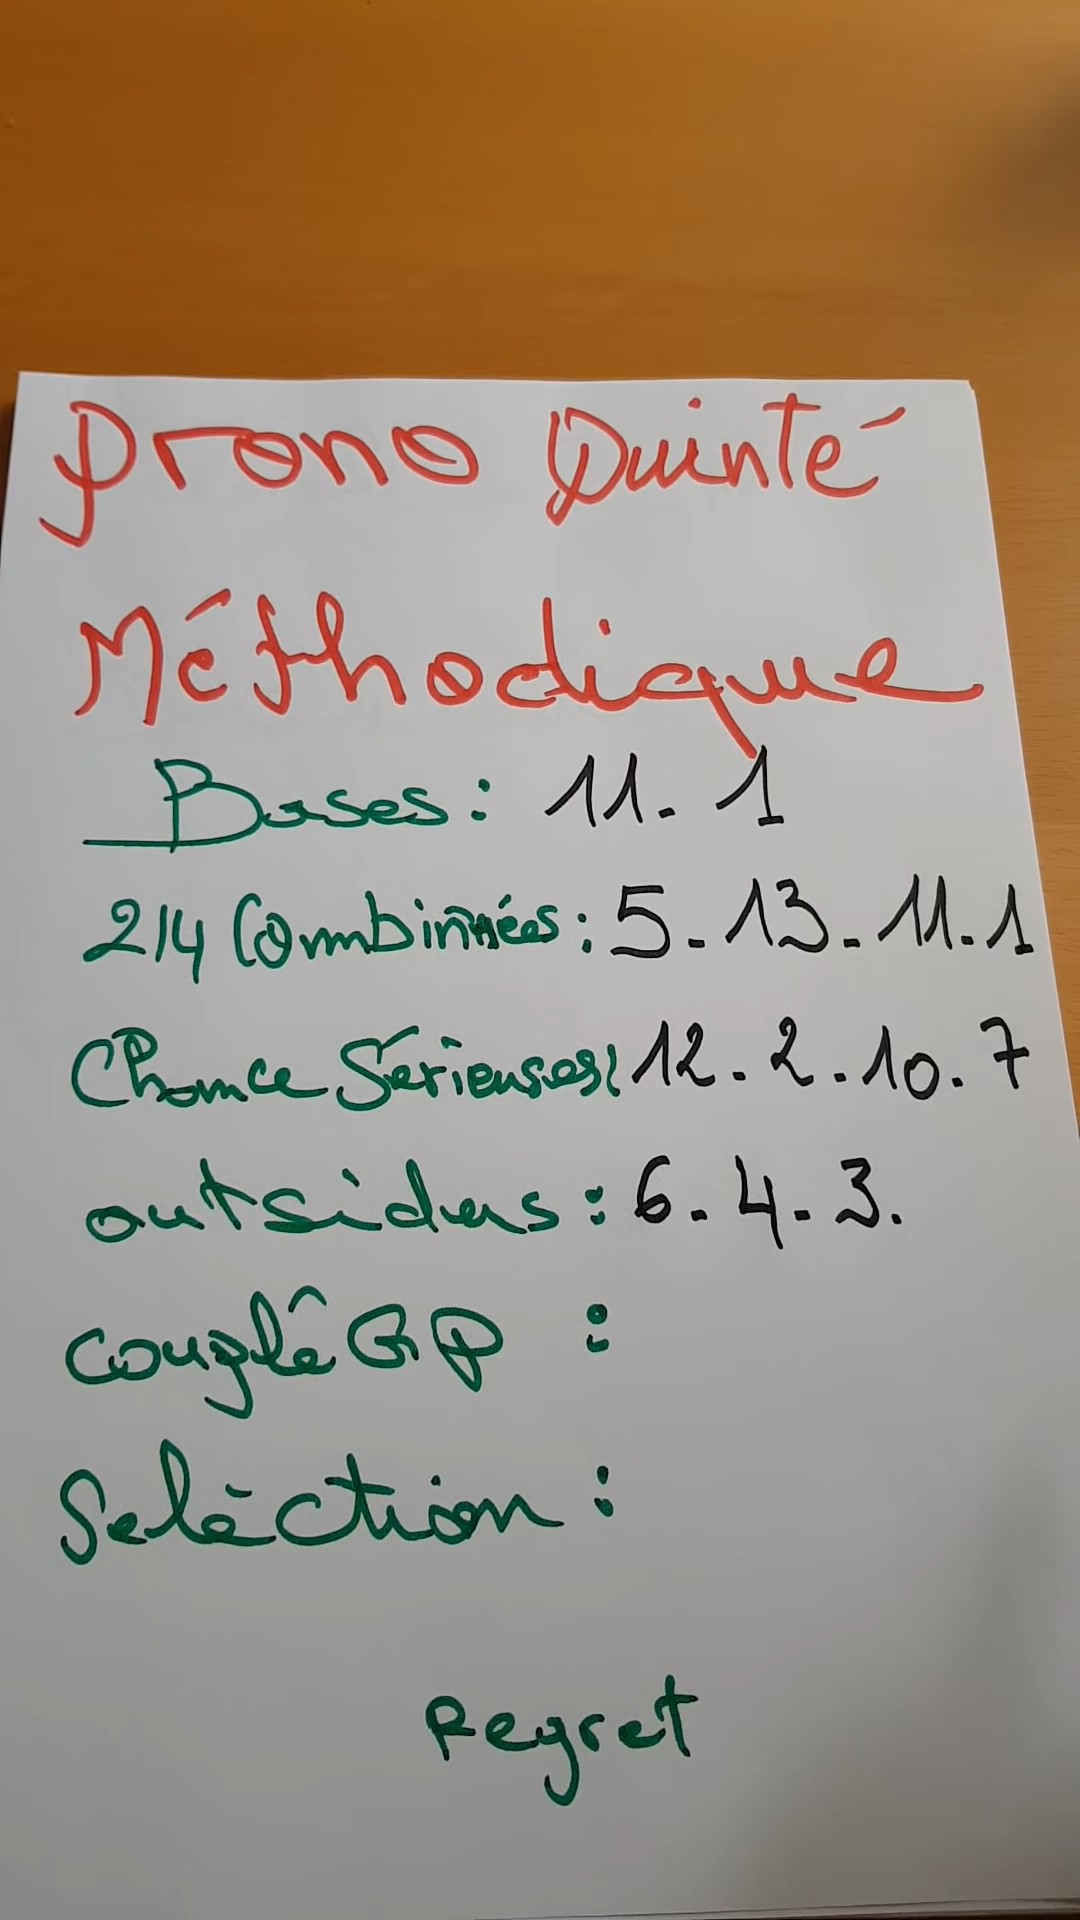 Prono Quinté
Méthodique
Bases: 11. 1
2/4 Combinées: 5. 13. 11. 1
Chance Sérieuses: 12. 2. 10. 7
outsiders: 6. 4. 3.
couplé GP :
Seléction :
Regret